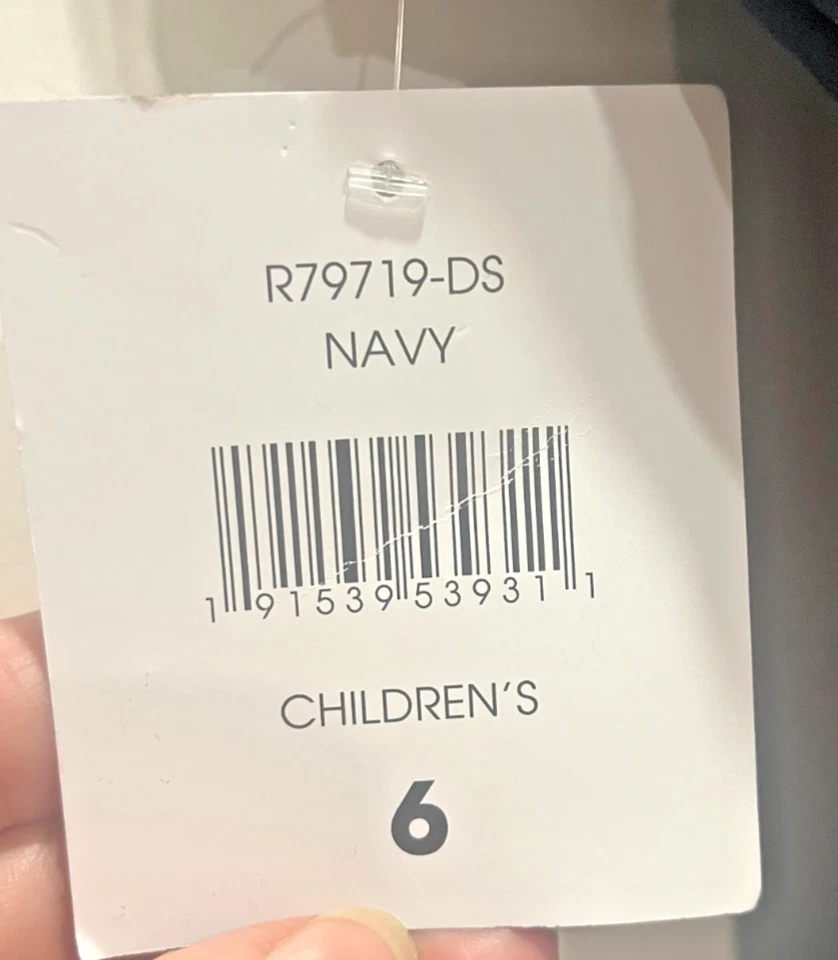 R79719-DS
NAVY
1 91539 53931 1
CHILDREN'S
6